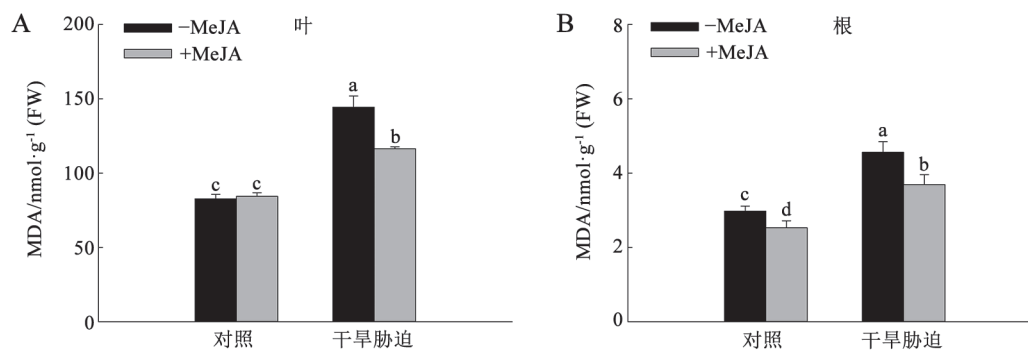 A
叶
−MeJA
+MeJA
MDA/nmol·g⁻¹ (FW)
200
150
100
50
0
c
c
a
b
对照
干旱胁迫
B
根
−MeJA
+MeJA
MDA/nmol·g⁻¹ (FW)
8
6
4
2
0
c
d
a
b
对照
干旱胁迫